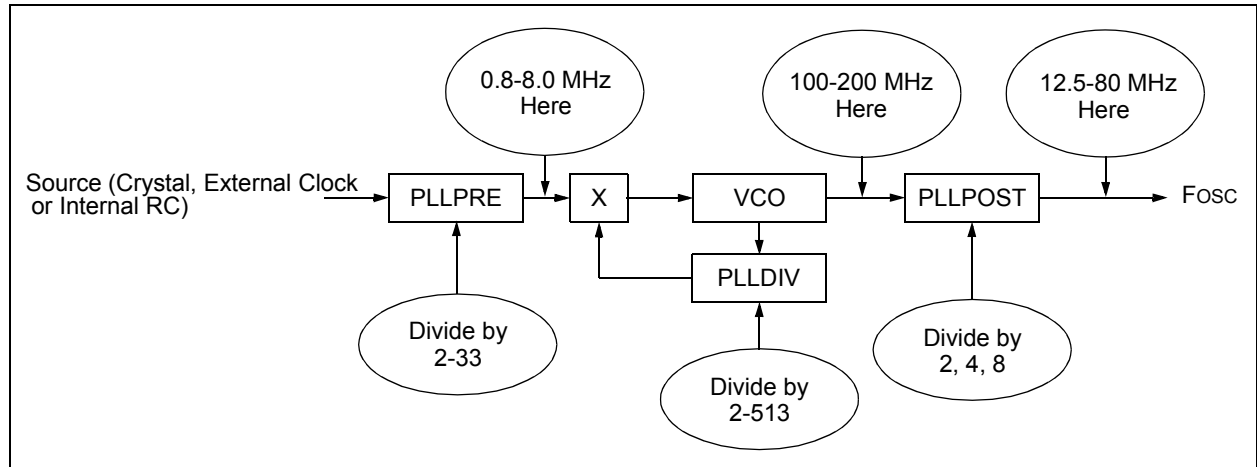 0.8-8.0 MHz
Here
100-200 MHz
Here
12.5-80 MHz
Here
Source (Crystal, External Clock
or Internal RC)
PLLPRE
X
VCO
PLLPOST
FOSC
PLLDIV
Divide by
2-33
Divide by
2-513
Divide by
2, 4, 8